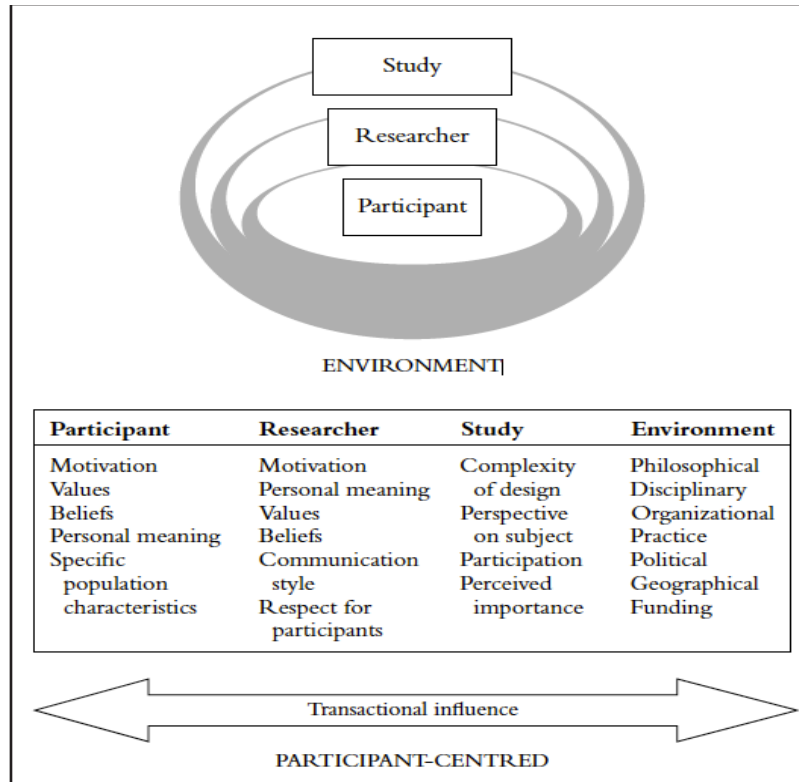 Study
Researcher
Participant
ENVIRONMENT
Participant Researcher Study Environment
Motivation Motivation Complexity Philosophical
Values Personal meaning of design Disciplinary
Beliefs Values Perspective Organizational
Personal meaning Beliefs on subject Practice
Specific Communication Participation Political
population style Perceived Geographical
characteristics Respect for importance Funding
participants
Transactional influence
PARTICIPANT-CENTRED